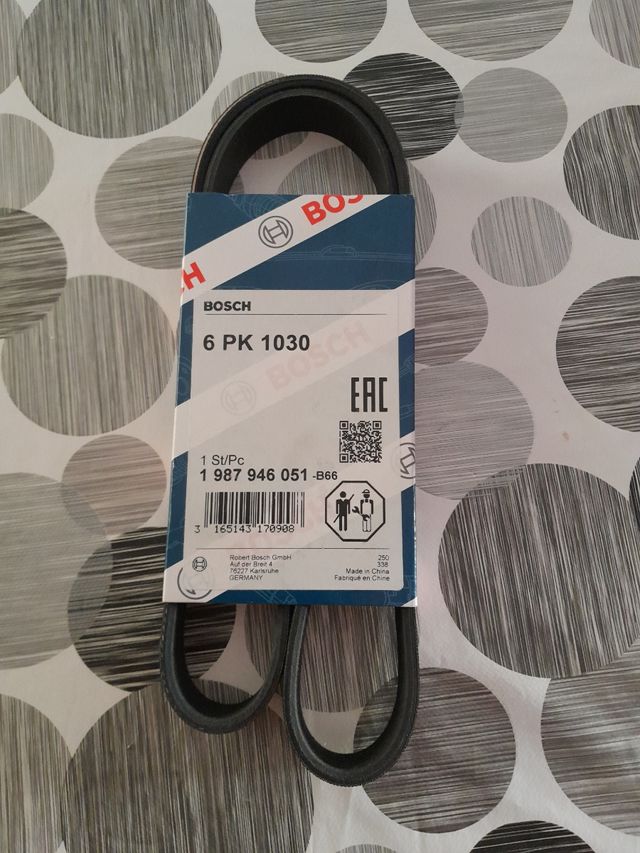 BOSC
H
BOSCH
6 PK 1030
BOSCH
EAC
1 St/Pc
1 987 946 051 -B66
3 165143 170908
Robert Bosch GmbH
Auf der Breit 4
76227 Karlsruhe
GERMANY
250
338
Made in China
Fabriqué en Chine